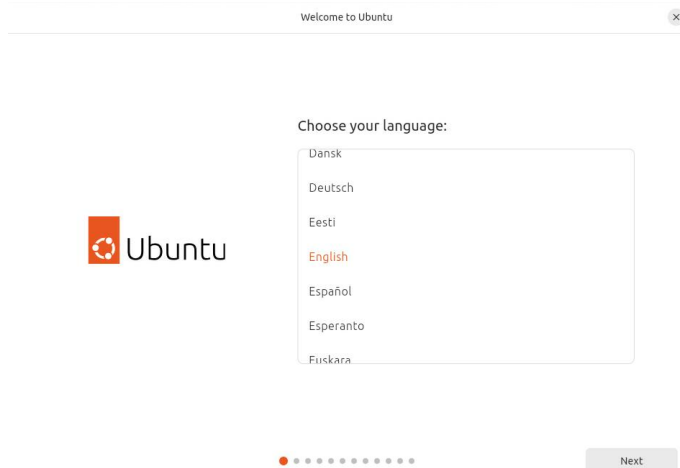 Welcome to Ubuntu
Choose your language:
Dansk
Deutsch
Eesti
English
Español
Esperanto
Euskara
Ubuntu
Next